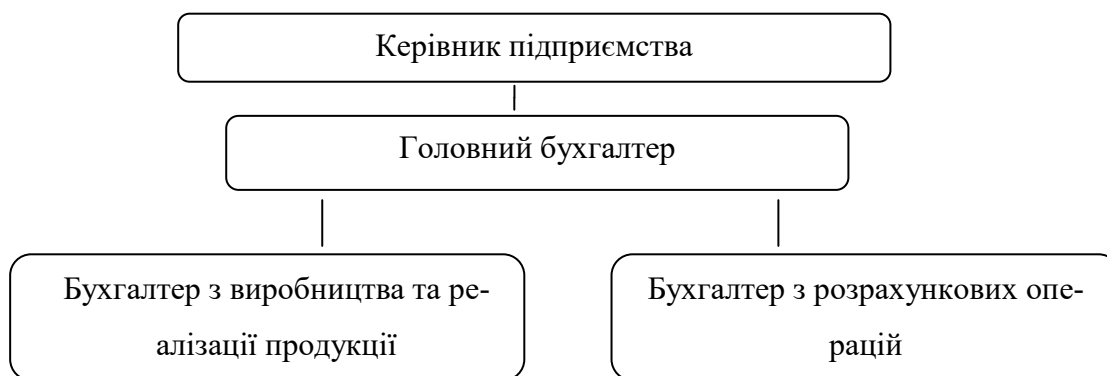 Керівник підприємства
Головний бухгалтер
Бухгалтер з виробництва та ре-
алізації продукції
Бухгалтер з розрахункових опе-
рацій